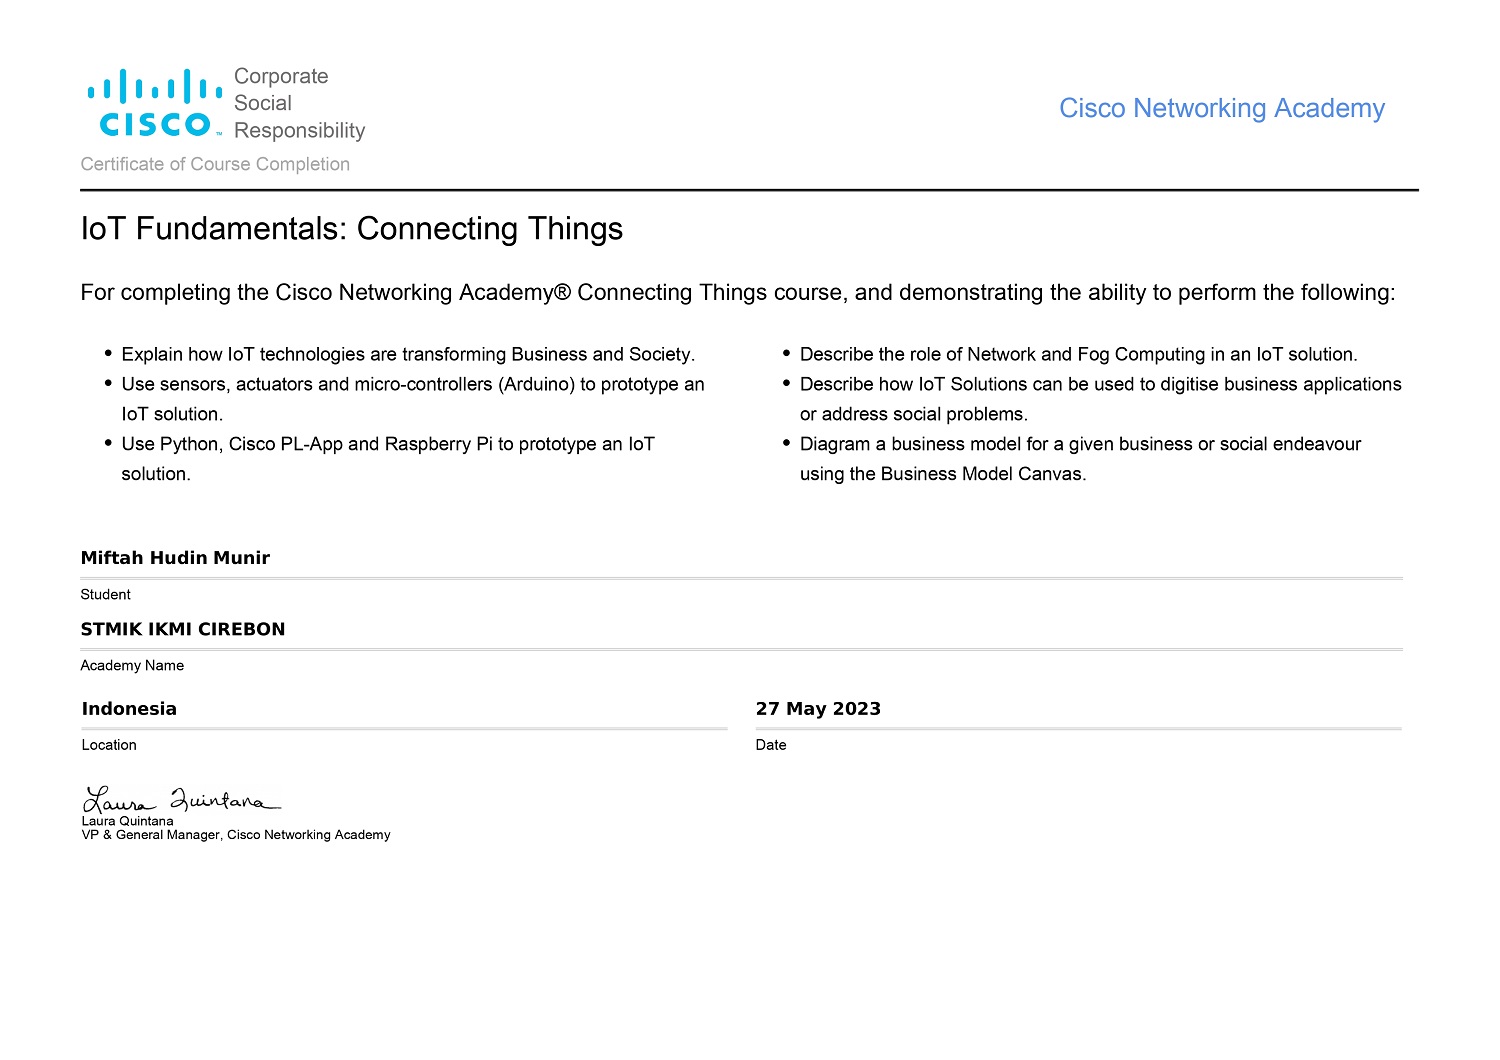 CISCO™
Corporate
Social
Responsibility
Cisco Networking Academy
Certificate of Course Completion
IoT Fundamentals: Connecting Things
For completing the Cisco Networking Academy® Connecting Things course, and demonstrating the ability to perform the following:
• Explain how IoT technologies are transforming Business and Society.
• Use sensors, actuators and micro-controllers (Arduino) to prototype an
IoT solution.
• Use Python, Cisco PL-App and Raspberry Pi to prototype an IoT
solution.
• Describe the role of Network and Fog Computing in an IoT solution.
• Describe how IoT Solutions can be used to digitise business applications
or address social problems.
• Diagram a business model for a given business or social endeavour
using the Business Model Canvas.
Miftah Hudin Munir
Student
STMIK IKMI CIREBON
Academy Name
Indonesia
Location
27 May 2023
Date
Laura Quintana
Laura Quintana
VP & General Manager, Cisco Networking Academy